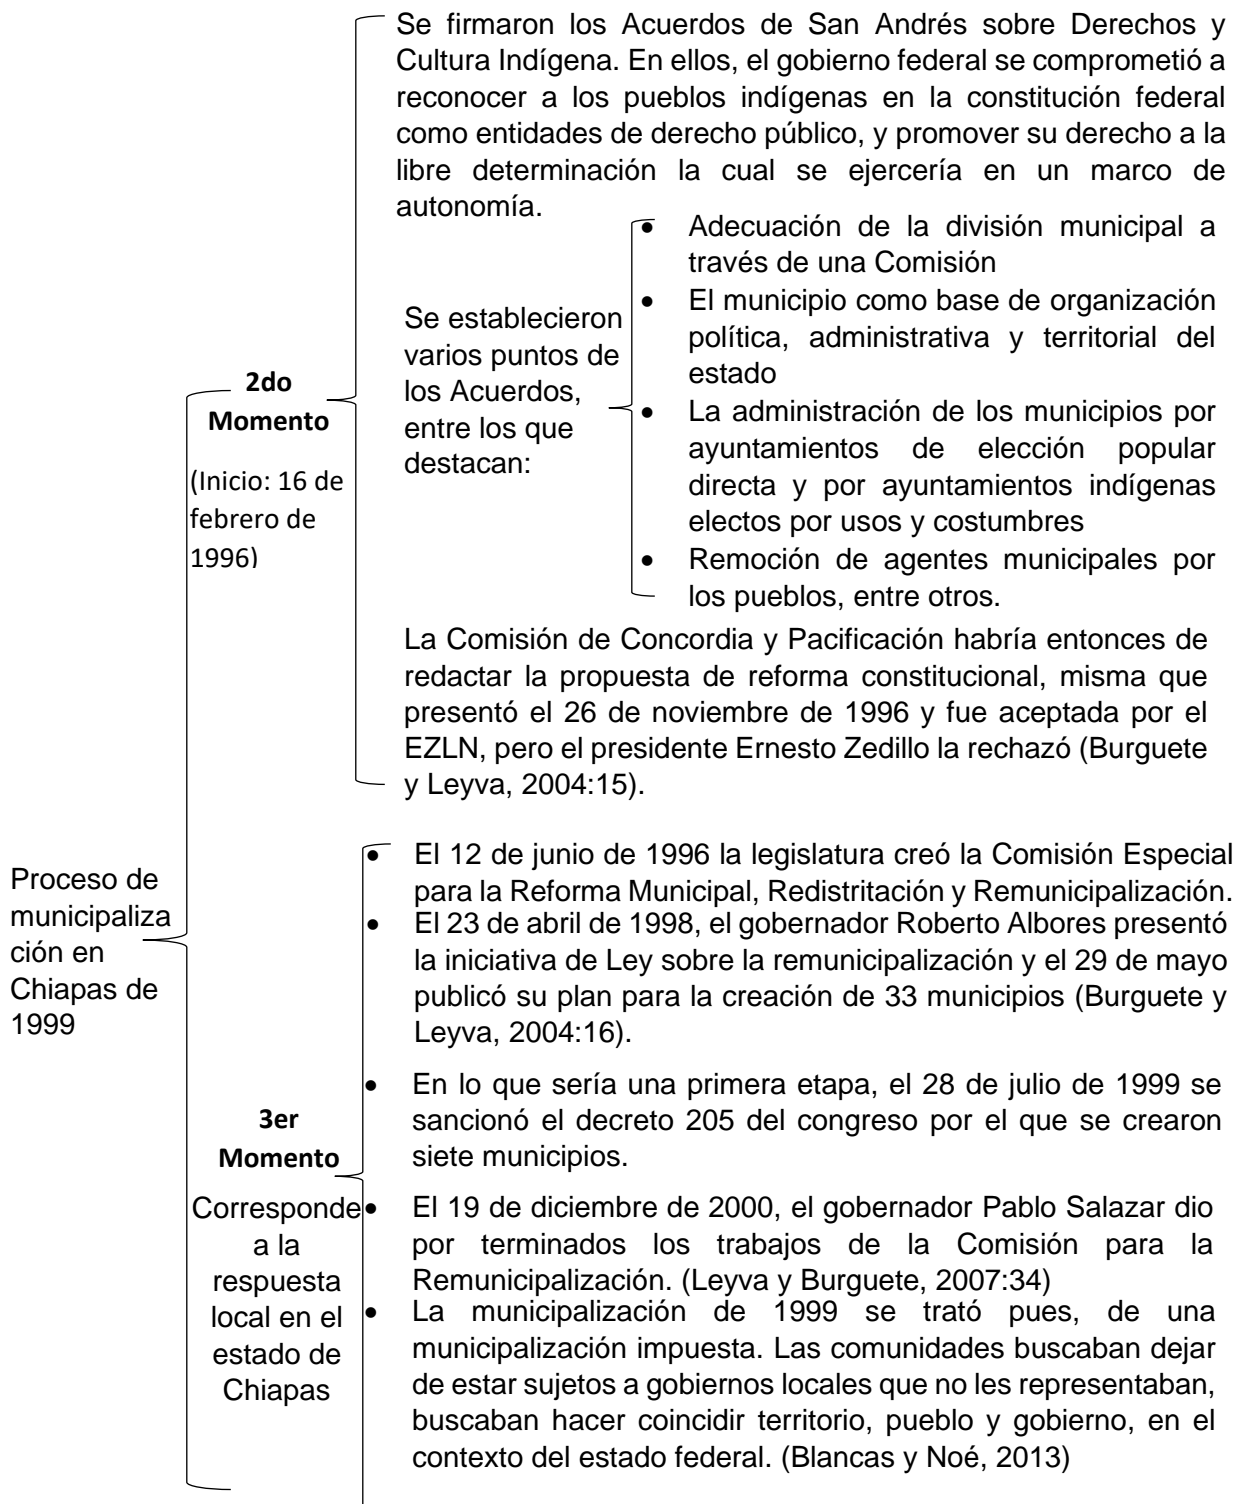 Proceso de
municipaliza
ción en
Chiapas de
1999
2do
Momento
(Inicio: 16 de
febrero de
1996)
Se firmaron los Acuerdos de San Andrés sobre Derechos y
Cultura Indígena. En ellos, el gobierno federal se comprometió a
reconocer a los pueblos indígenas en la constitución federal
como entidades de derecho público, y promover su derecho a la
libre determinación la cual se ejercería en un marco de
autonomía.
Se establecieron
varios puntos de
los Acuerdos,
entre los que
destacan:
• Adecuación de la división municipal a
través de una Comisión
• El municipio como base de organización
política, administrativa y territorial del
estado
• La administración de los municipios por
ayuntamientos de elección popular
directa y por ayuntamientos indígenas
electos por usos y costumbres
• Remoción de agentes municipales por
los pueblos, entre otros.
La Comisión de Concordia y Pacificación habría entonces de
redactar la propuesta de reforma constitucional, misma que
presentó el 26 de noviembre de 1996 y fue aceptada por el
EZLN, pero el presidente Ernesto Zedillo la rechazó (Burguete
y Leyva, 2004:15).
3er
Momento
Corresponde
a la
respuesta
local en el
estado de
Chiapas
• El 12 de junio de 1996 la legislatura creó la Comisión Especial
para la Reforma Municipal, Redistritación y Remunicipalización.
• El 23 de abril de 1998, el gobernador Roberto Albores presentó
la iniciativa de Ley sobre la remunicipalización y el 29 de mayo
publicó su plan para la creación de 33 municipios (Burguete y
Leyva, 2004:16).
• En lo que sería una primera etapa, el 28 de julio de 1999 se
sancionó el decreto 205 del congreso por el que se crearon
siete municipios.
• El 19 de diciembre de 2000, el gobernador Pablo Salazar dio
por terminados los trabajos de la Comisión para la
Remunicipalización. (Leyva y Burguete, 2007:34)
• La municipalización de 1999 se trató pues, de una
municipalización impuesta. Las comunidades buscaban dejar
de estar sujetos a gobiernos locales que no les representaban,
buscaban hacer coincidir territorio, pueblo y gobierno, en el
contexto del estado federal. (Blancas y Noé, 2013)